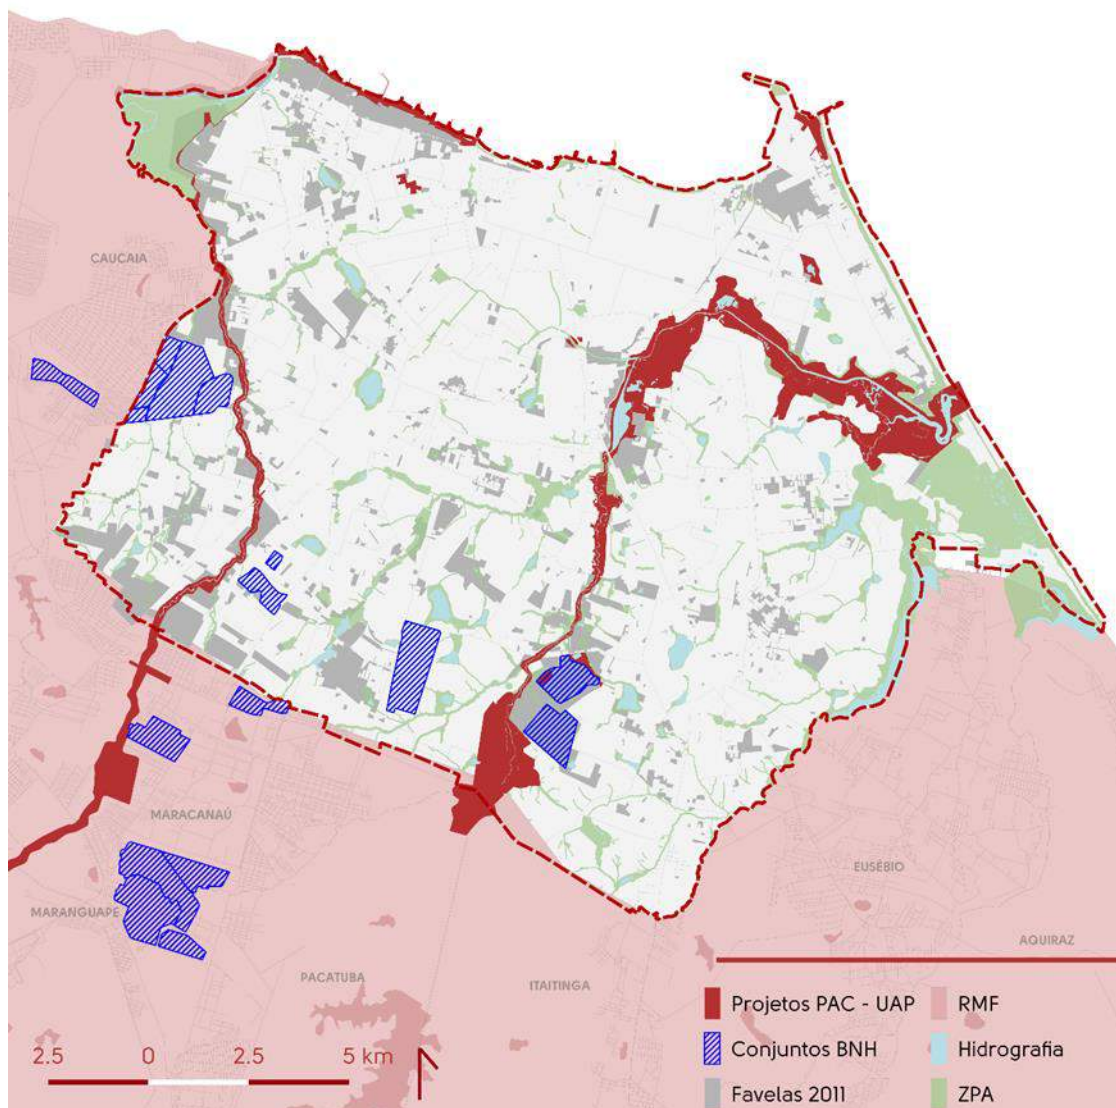 CAUCAIA
MARACANAÚ
MARANGUAPE
EUSÉBIO
AQUIRAZ
PACATUBA
ITAITINGA
Projetos PAC - UAP
RMF
Conjuntos BNH
Hidrografia
Favelas 2011
ZPA
2.5 0 2.5 5 km